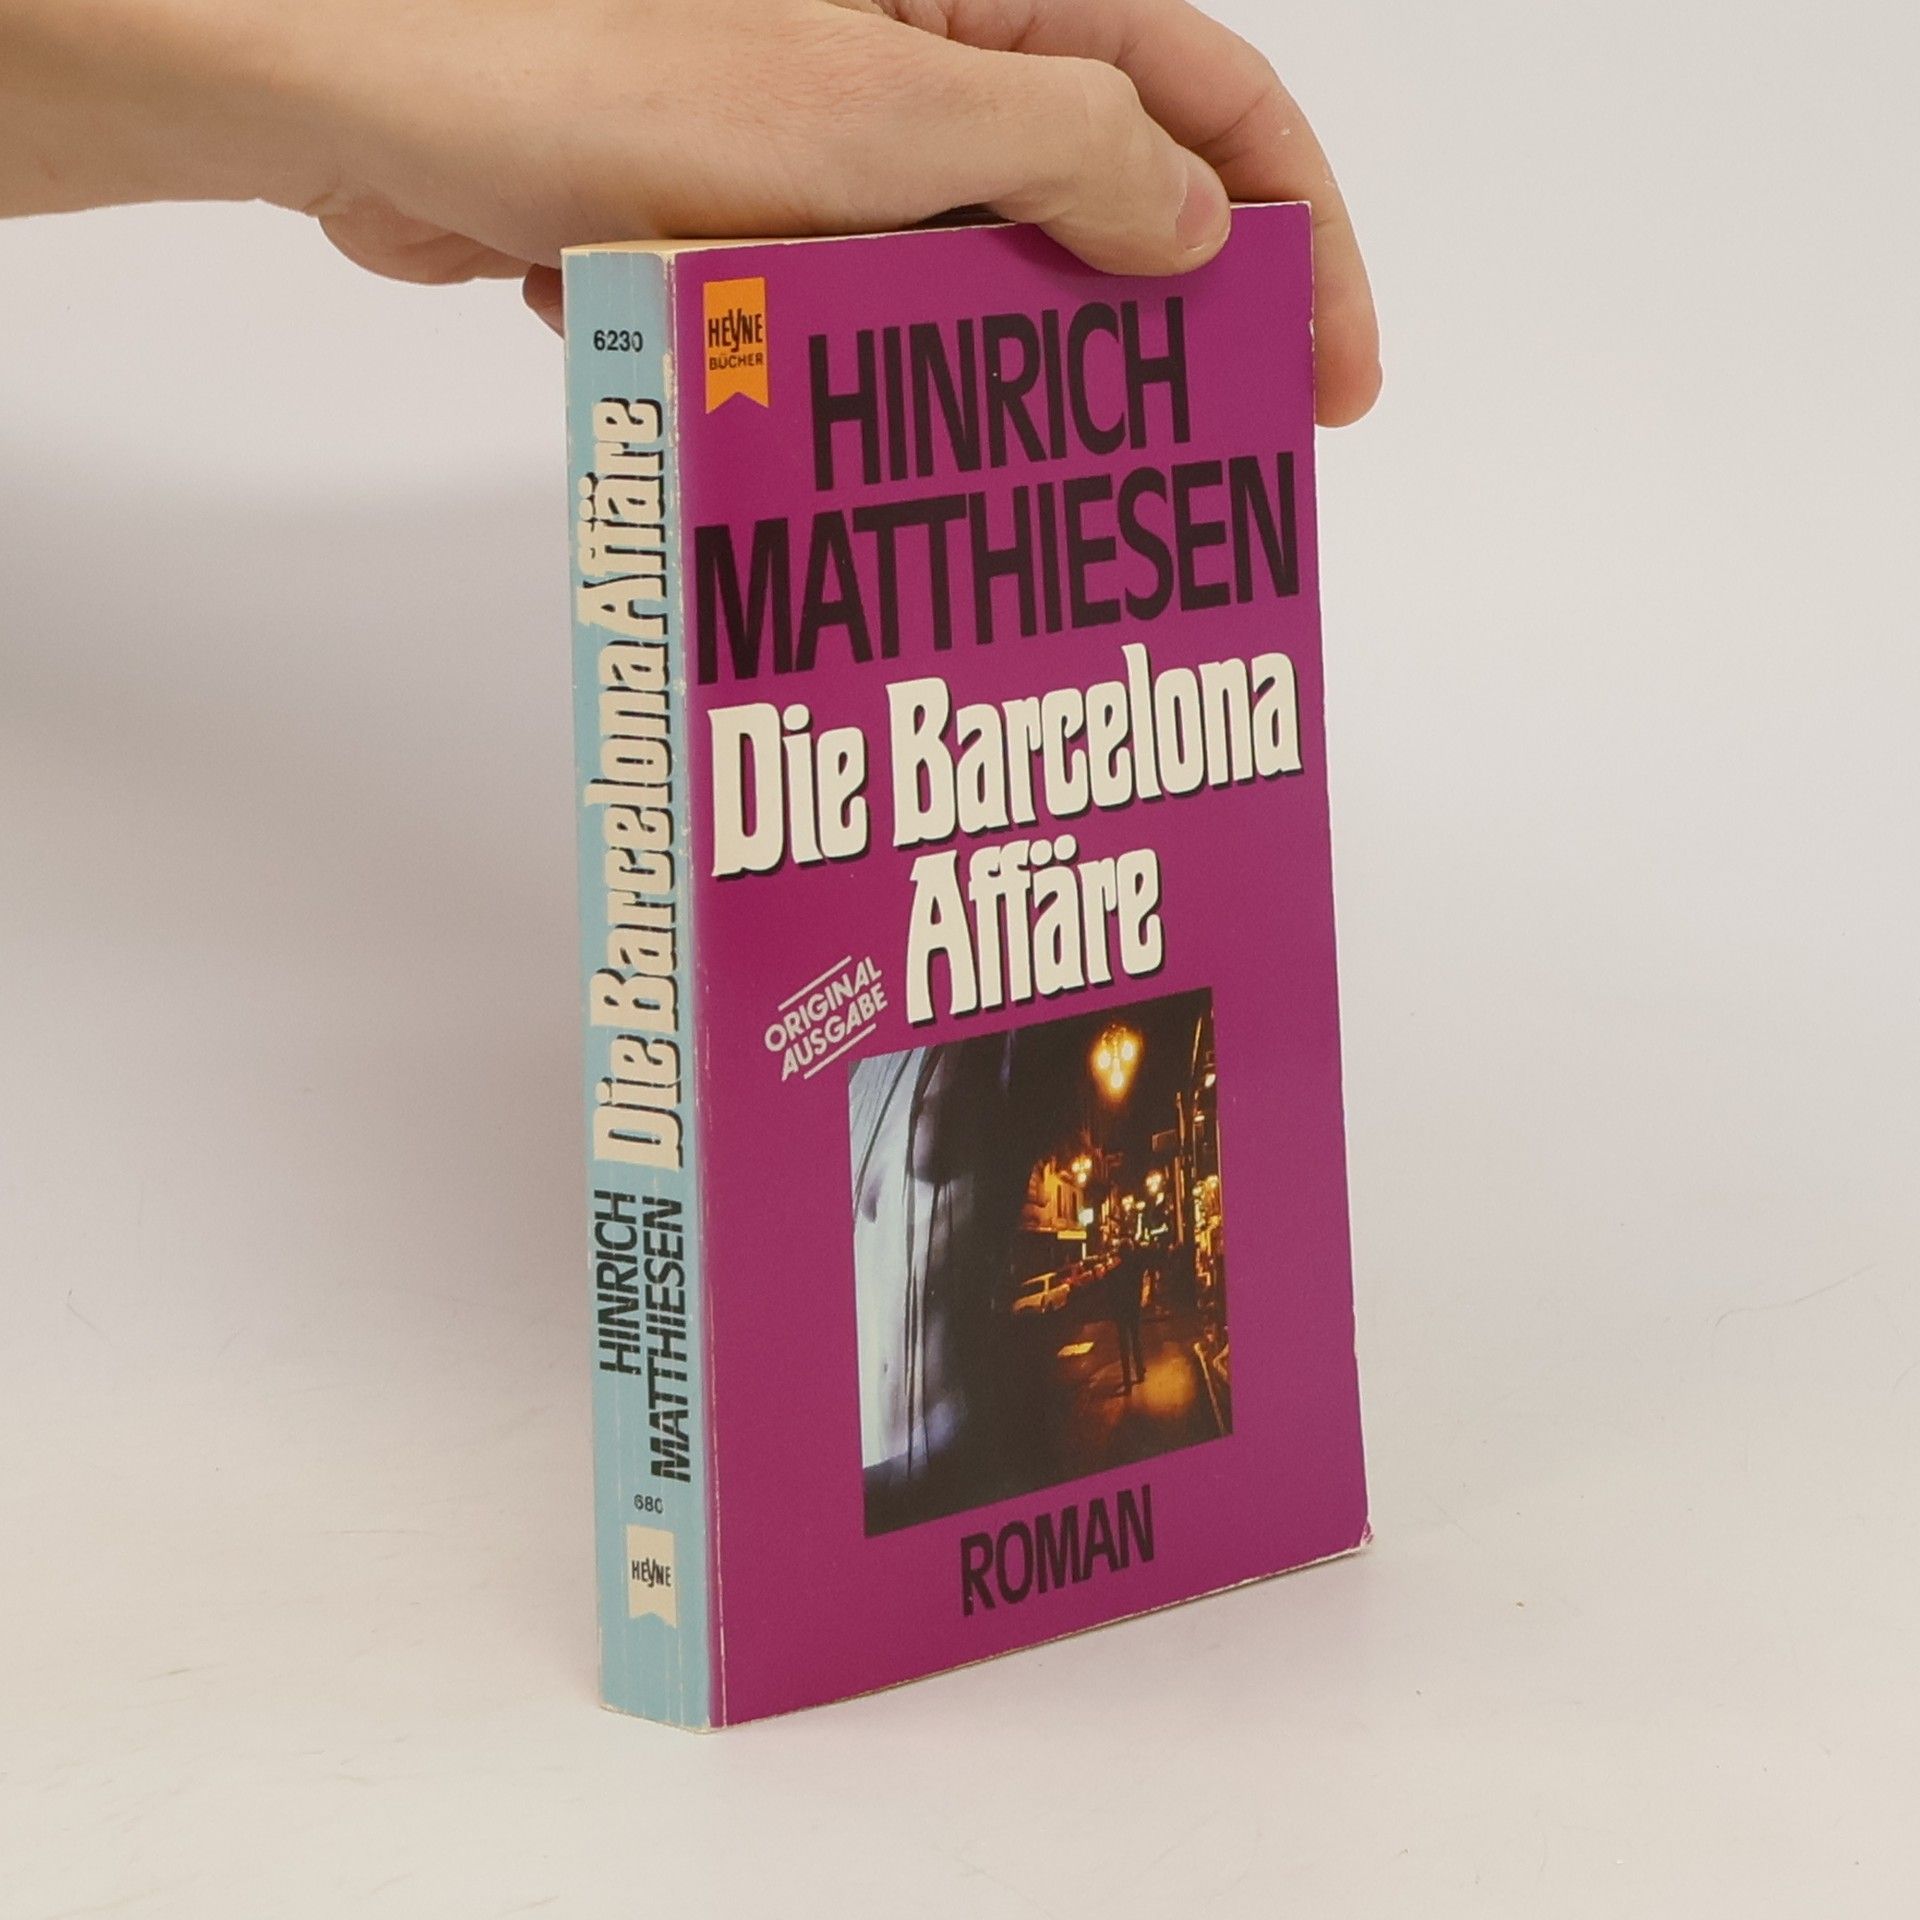 6230
Die Barcelona Affäre
HINRICH
MATTHIESEN
680
HEYNE
HEYNE
BÜCHER
HINRICH
MATTHIESEN
Die Barcelona
Affäre
ORIGINAL
AUSGABE
ROMAN